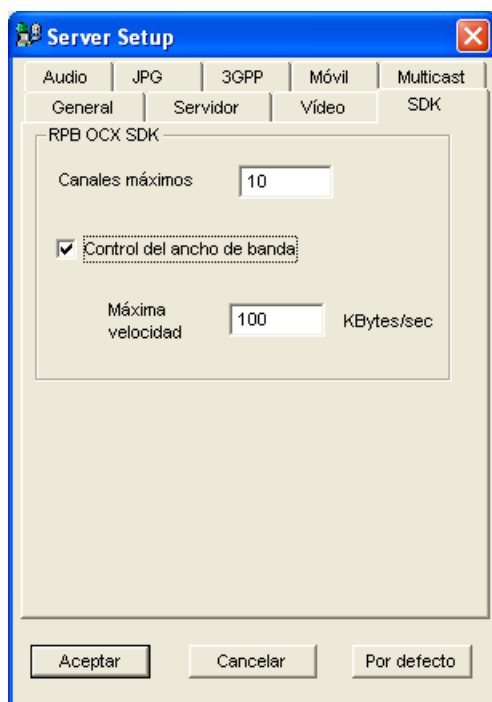 Server Setup
Audio JPG 3GPP Móvil Multicast
General Servidor Vídeo SDK
RPB OCX SDK
Canales máximos 10
Control del ancho de banda
Máxima velocidad 100 KBytes/sec
Aceptar Cancelar Por defecto